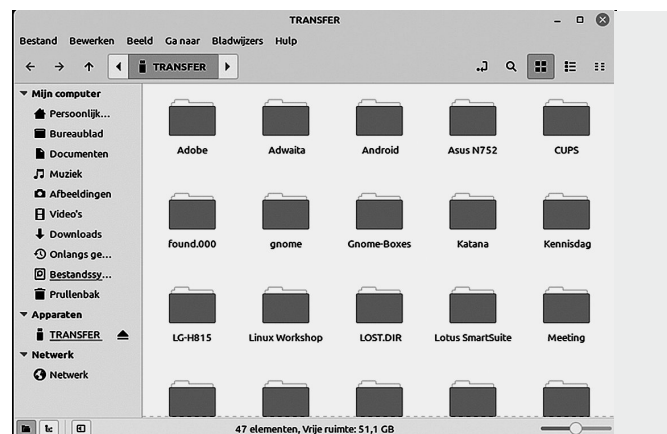 TRANSFER
Bestand Bewerken Beeld Ga naar Bladwijzers Hulp
TRANSFER
Mijn computer
Persoonlijk...
Bureaublad
Documenten
Muziek
Afbeeldingen
Video's
Downloads
Onlangs ge...
Bestandssy...
Prullenbak
Apparaten
TRANSFER
Netwerk
Netwerk
Adobe Adwaita Android Asus N752 CUPS
found.000 gnome Gnome-Boxes Katana Kennisdag
LG-H815 Linux Workshop LOST.DIR Lotus SmartSuite Meeting
47 elementen, Vrije ruimte: 51,1 GB